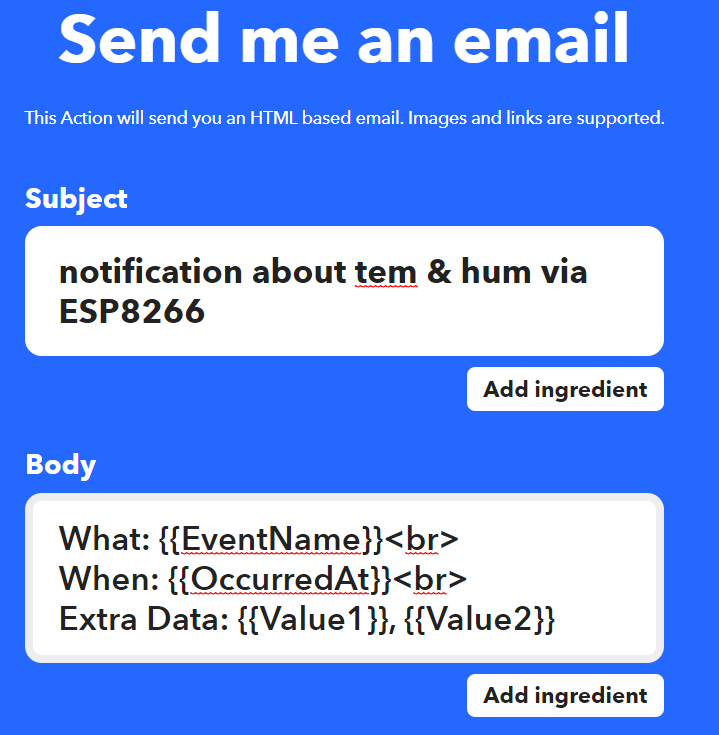 Send me an email
This Action will send you an HTML based email. Images and links are supported.
Subject
notification about tem & hum via
ESP8266
Add ingredient
Body
What: {{EventName}}<br>
When: {{OccurredAt}}<br>
Extra Data: {{Value1}}, {{Value2}}
Add ingredient